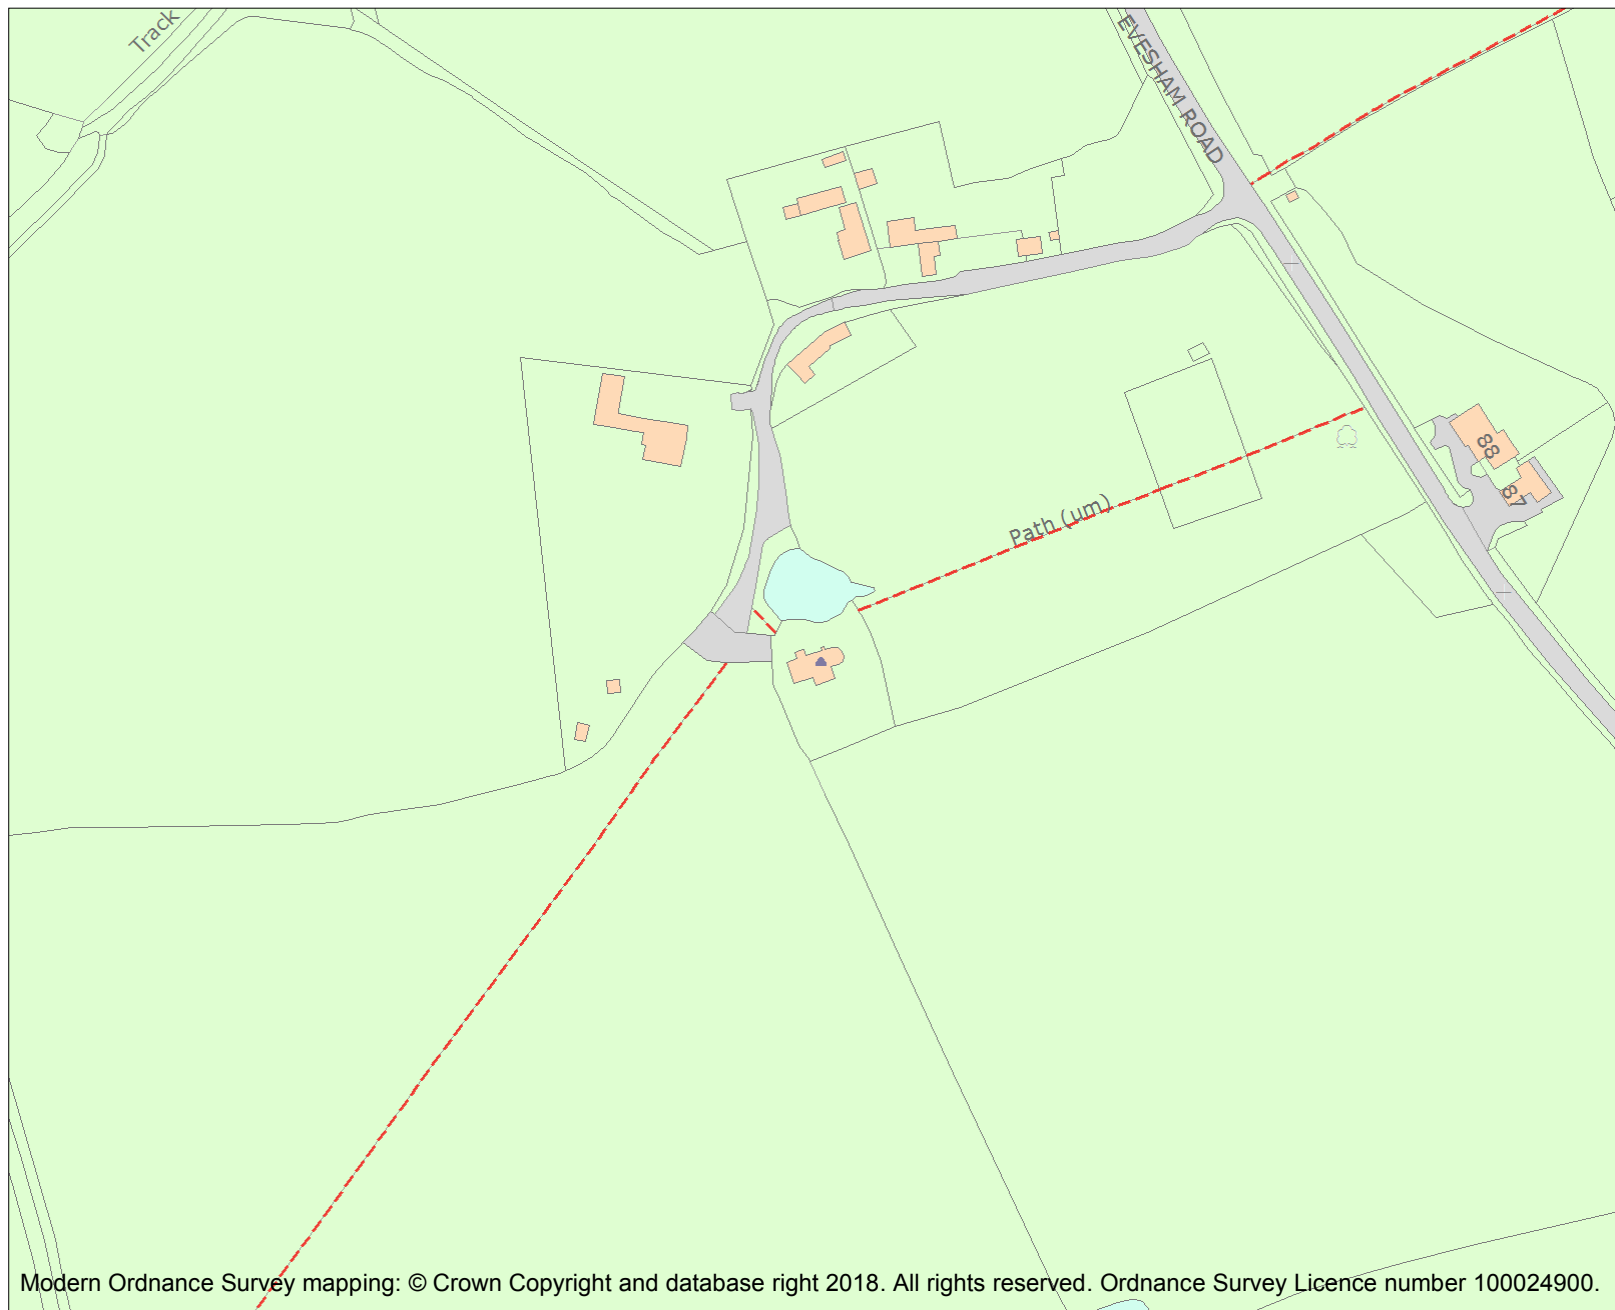 Track
EVESHAM ROAD
88
87
Path (um)
Modern Ordnance Survey mapping: © Crown Copyright and database right 2018. All rights reserved. Ordnance Survey Licence number 100024900.